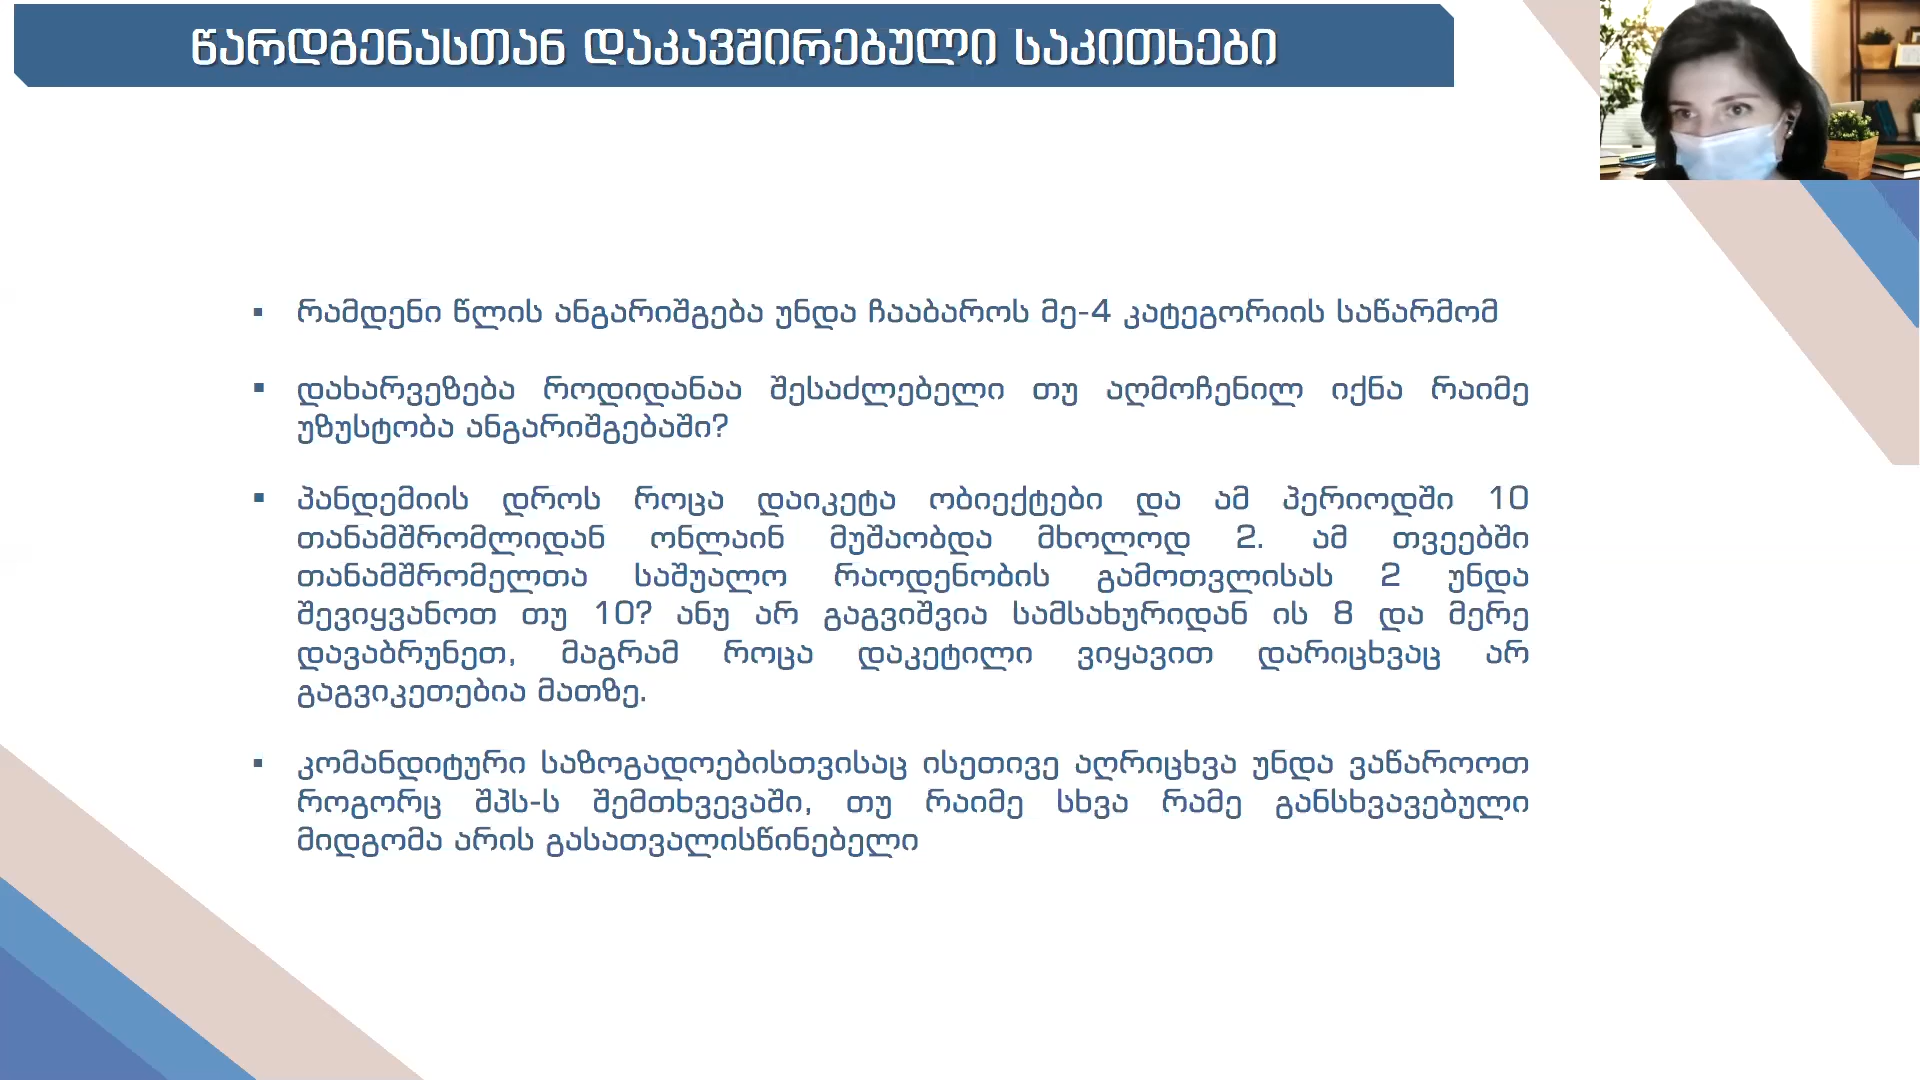 წარდგენასთან დაკავშირებული საკითხები
▪ რამდენი წლის ანგარიშგება უნდა ჩააბაროს მე-4 კატეგორიის საწარმომ
▪ დახარვეზება როდიდანაა შესაძლებელი თუ აღმოჩენილ იქნა რაიმე
უზუსტობა ანგარიშგებაში?
▪ პანდემიის დროს როცა დაიკეტა ობიექტები და ამ პერიოდში 10
თანამშრომლიდან ონლაინ მუშაობდა მხოლოდ 2. ამ თვეებში
თანამშრომელთა საშუალო რაოდენობის გამოთვლისას 2 უნდა
შევიყვანოთ თუ 10? ანუ არ გაგვიშვია სამსახურიდან ის 8 და მერე
დავაბრუნეთ, მაგრამ როცა დაკეტილი ვიყავით დარიცხვაც არ
გაგვიკეთებია მათზე.
▪ კომანდიტური საზოგადოებისთვისაც ისეთივე აღრიცხვა უნდა ვაწაროოთ
როგორც შპს-ს შემთხვევაში, თუ რაიმე სხვა რამე განსხვავებული
მიდგომა არის გასათვალისწინებელი